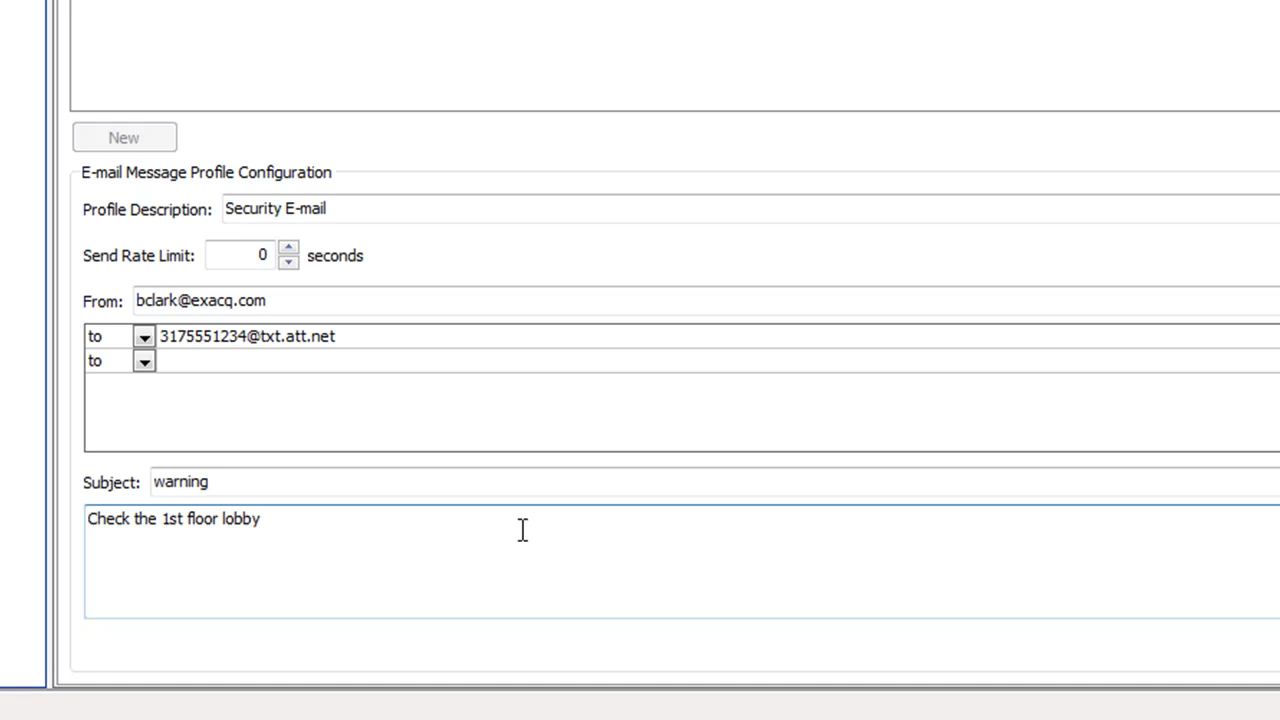 New
E-mail Message Profile Configuration
Profile Description: Security E-mail
Send Rate Limit: 0 seconds
From: bclark@exacq.com
to 3175551234@txt.att.net
to
Subject: warning
Check the 1st floor lobby